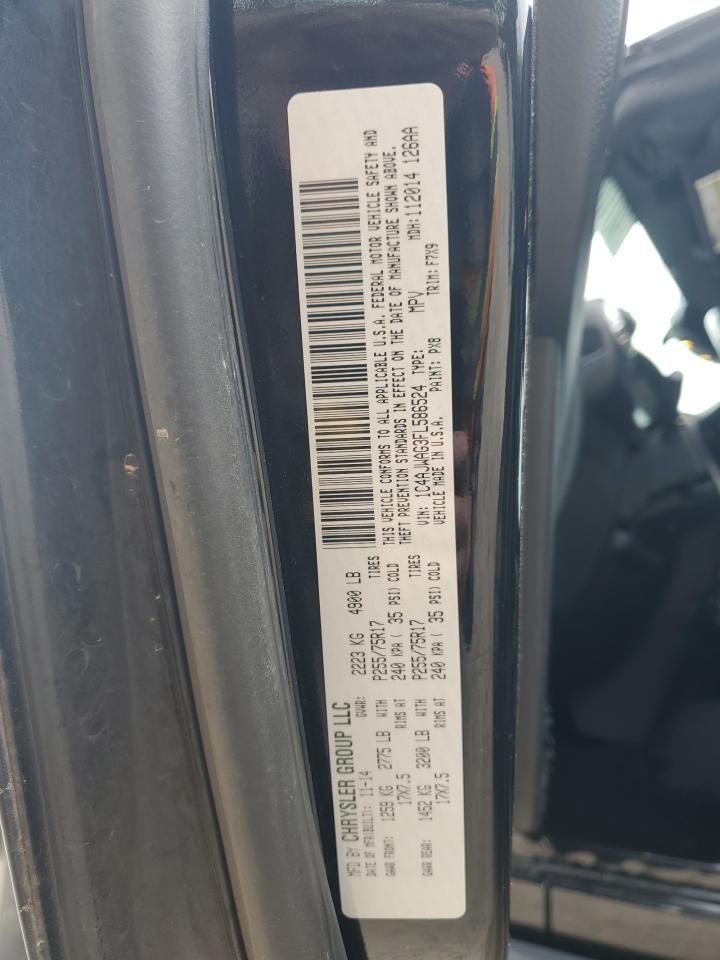 MFD BY CHRYSLER GROUP LLC
DATE OF MFR(BUILT): 11-14 GVWR: 2223 KG 4900 LB
GAWR FRONT: 1259 KG 2775 LB WITH P255/75R17 TIRES
17X7.5 RIMS AT 240 KPA ( 35 PSI) COLD
GAWR REAR: 1452 KG 3200 LB WITH P255/75R17 TIRES
17X7.5 RIMS AT 240 KPA ( 35 PSI) COLD
THIS VEHICLE CONFORMS TO ALL APPLICABLE U.S.A. FEDERAL MOTOR VEHICLE SAFETY AND
THEFT PREVENTION STANDARDS IN EFFECT ON THE DATE OF MANUFACTURE SHOWN ABOVE.
VIN: 1C4AJWAG3FL586524 TYPE: MPV MDH: 112014 126AA
VEHICLE MADE IN U.S.A. PAINT: PX8 TRIM: F7X9